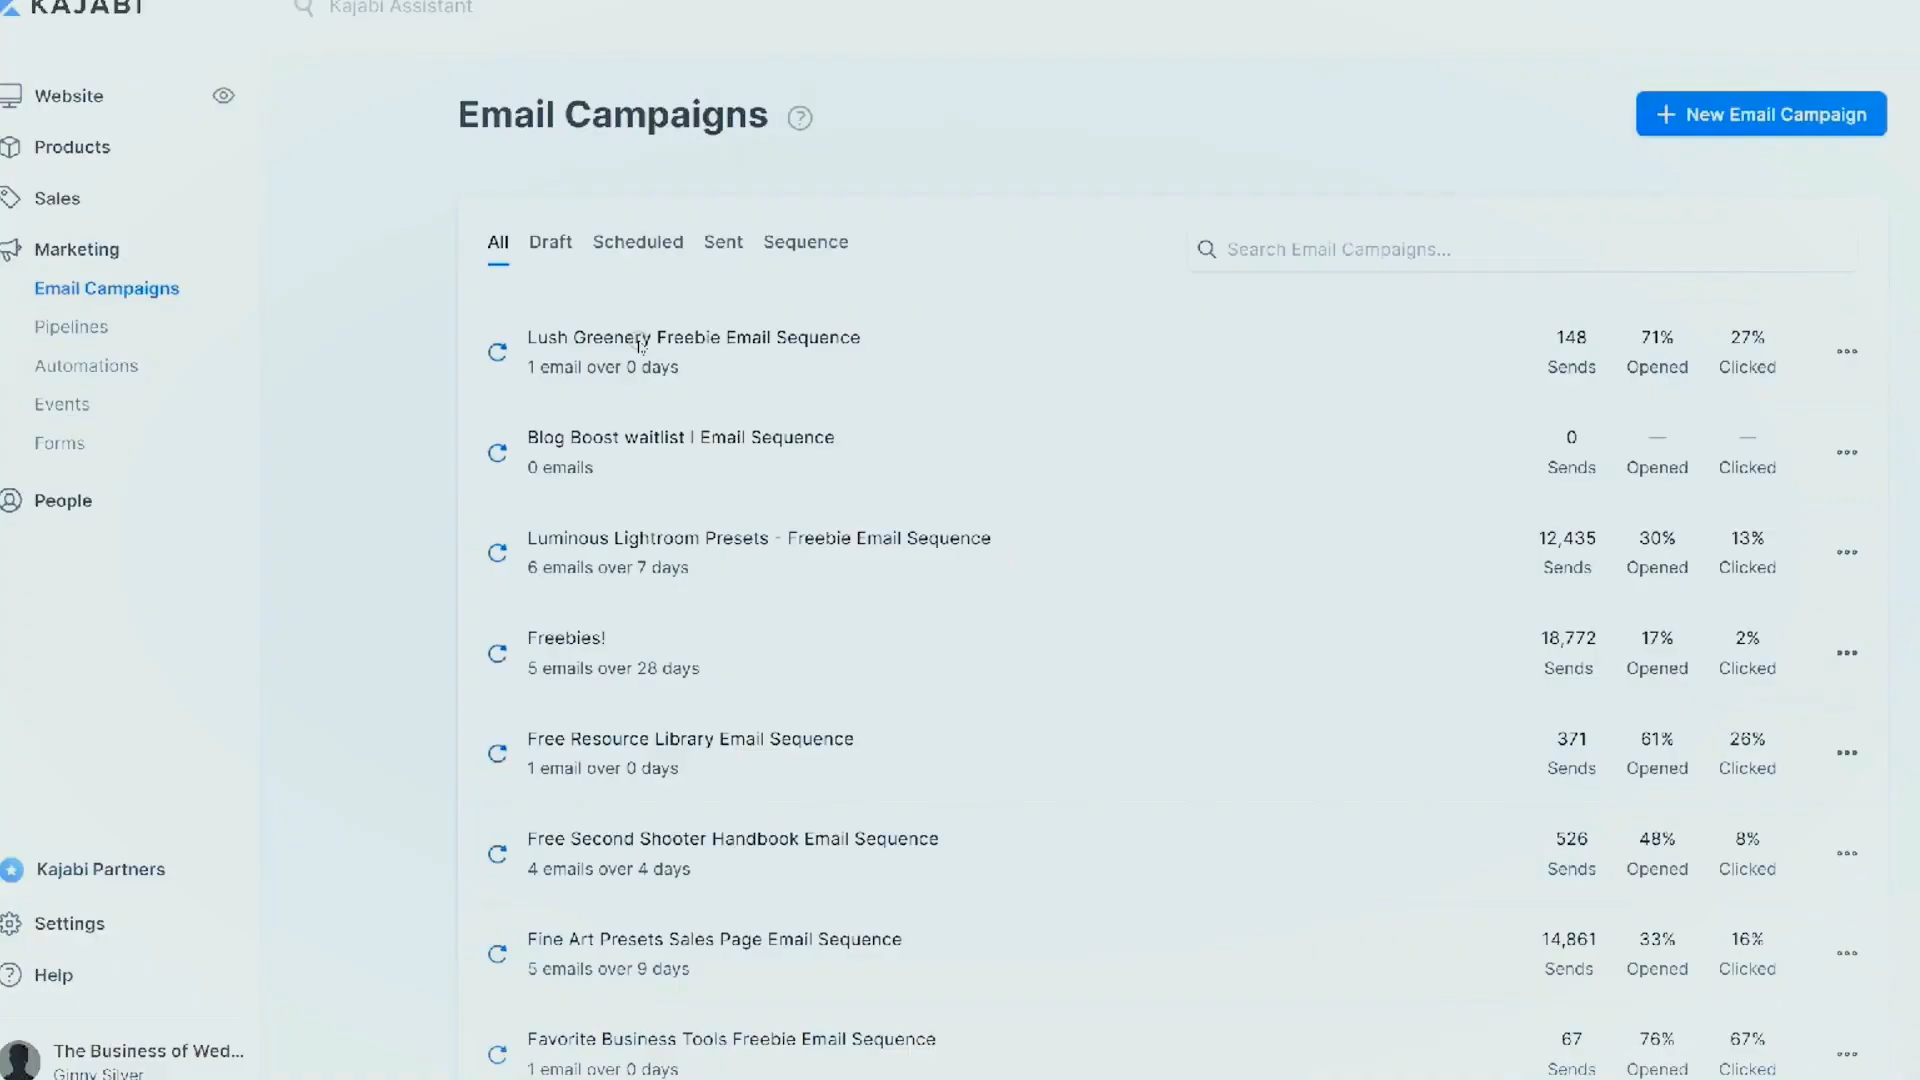 KAJABI
Kajabi Assistant
Website
Products
Sales
Marketing
Email Campaigns
Pipelines
Automations
Events
Forms
People
Kajabi Partners
Settings
Help
The Business of Wed...
Ginny Silver
Email Campaigns
New Email Campaign
All Draft Scheduled Sent Sequence
Search Email Campaigns...
Lush Greenery Freebie Email Sequence
1 email over 0 days
148 71% 27%
Sends Opened Clicked
Blog Boost waitlist | Email Sequence
0 emails
0 — —
Sends Opened Clicked
Luminous Lightroom Presets - Freebie Email Sequence
6 emails over 7 days
12,435 30% 13%
Sends Opened Clicked
Freebies!
5 emails over 28 days
18,772 17% 2%
Sends Opened Clicked
Free Resource Library Email Sequence
1 email over 0 days
371 61% 26%
Sends Opened Clicked
Free Second Shooter Handbook Email Sequence
4 emails over 4 days
526 48% 8%
Sends Opened Clicked
Fine Art Presets Sales Page Email Sequence
5 emails over 9 days
14,861 33% 16%
Sends Opened Clicked
Favorite Business Tools Freebie Email Sequence
1 email over 0 days
67 76% 67%
Sends Opened Clicked